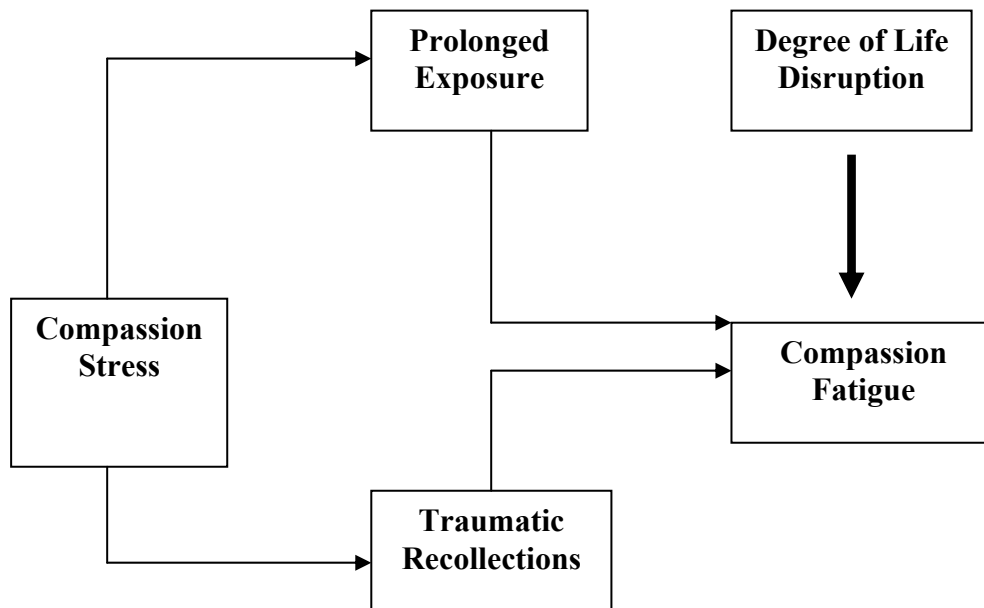 Prolonged
Exposure
Degree of Life
Disruption
Compassion
Stress
Compassion
Fatigue
Traumatic
Recollections